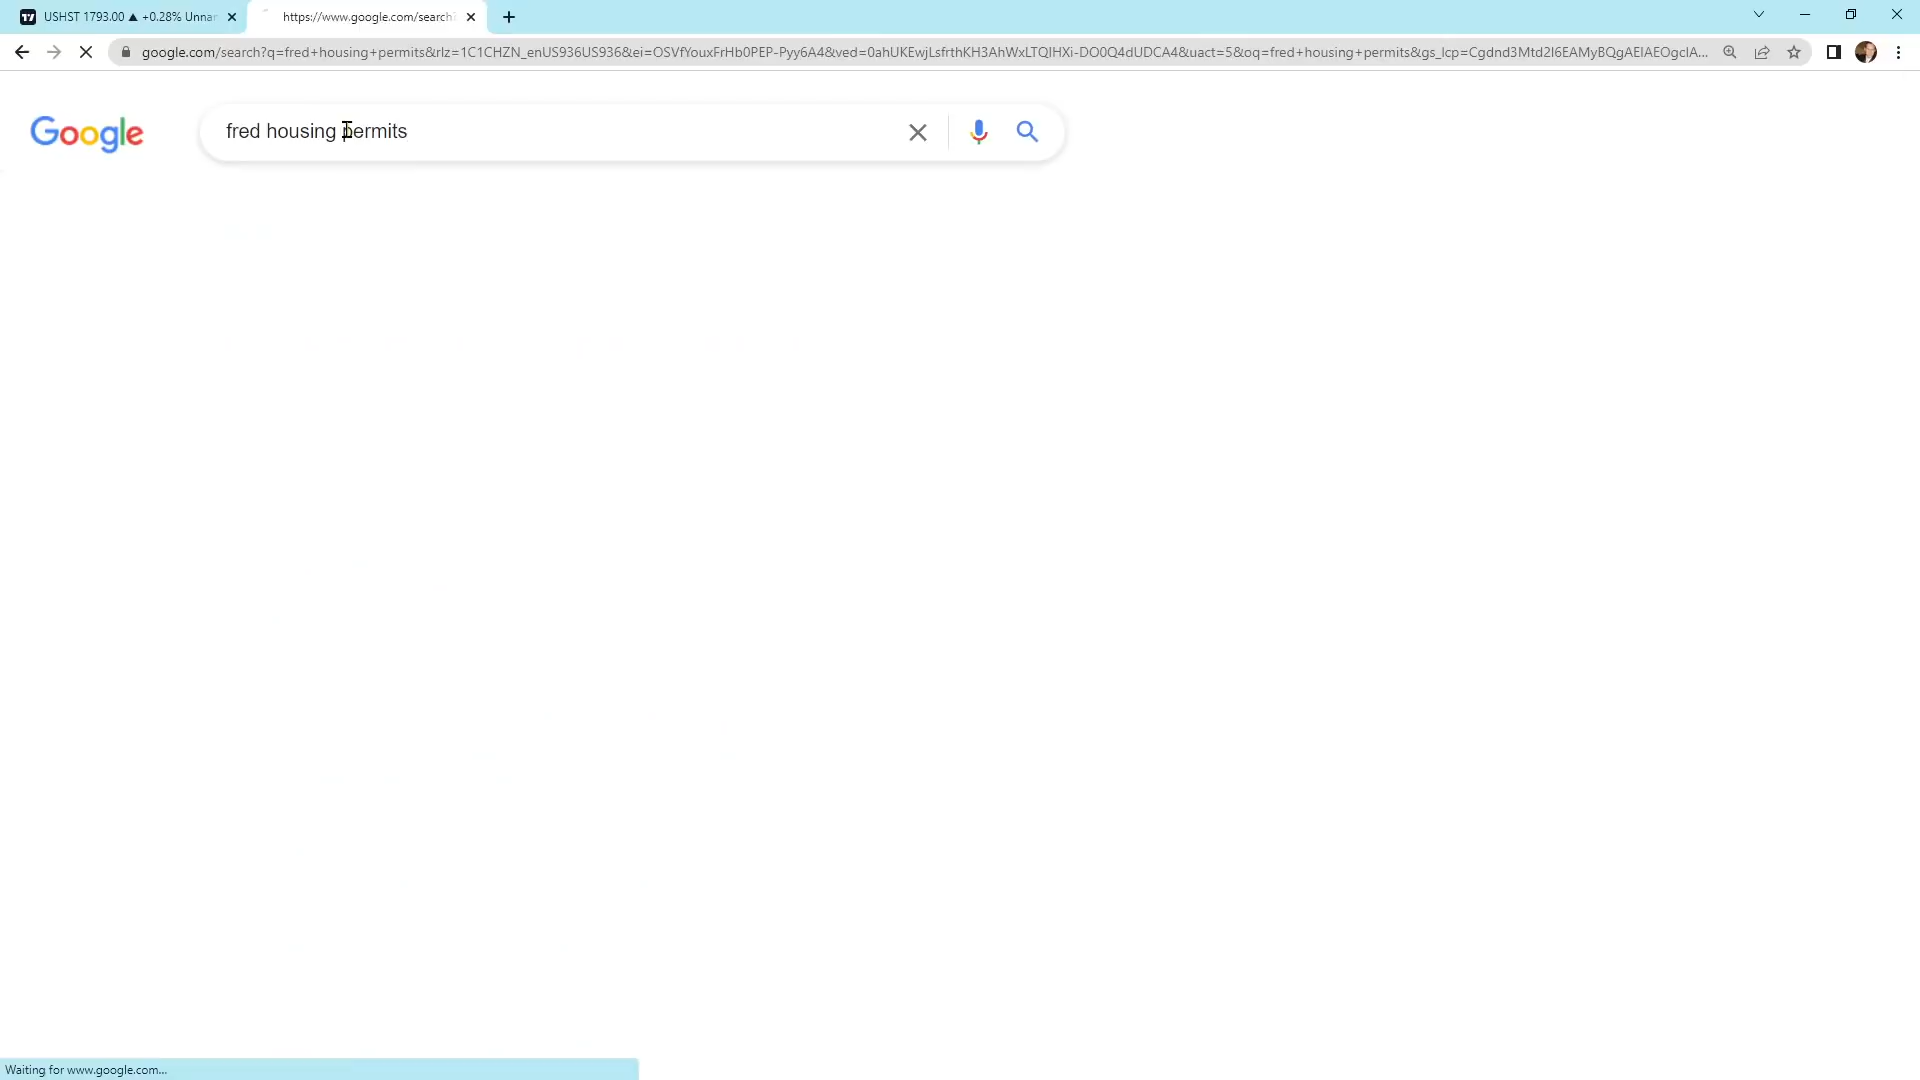 USHST 1793.00 ▲ +0.28% Unnar
https://www.google.com/search?
google.com/search?q=fred+housing+permits&rlz=1C1CHZN_enUS936US936&ei=OSVfYouxFrHb0PEP-Pyy6A4&ved=0ahUKEwjLsfrthKH3AhWxLTQIHXi-DO0Q4dUDCA4&uact=5&oq=fred+housing+permits&gs_lcp=Cgdnd3Mtd2l6EAMyBQgAEIAEOgcIA...
Google
fred housing permits
Waiting for www.google.com...